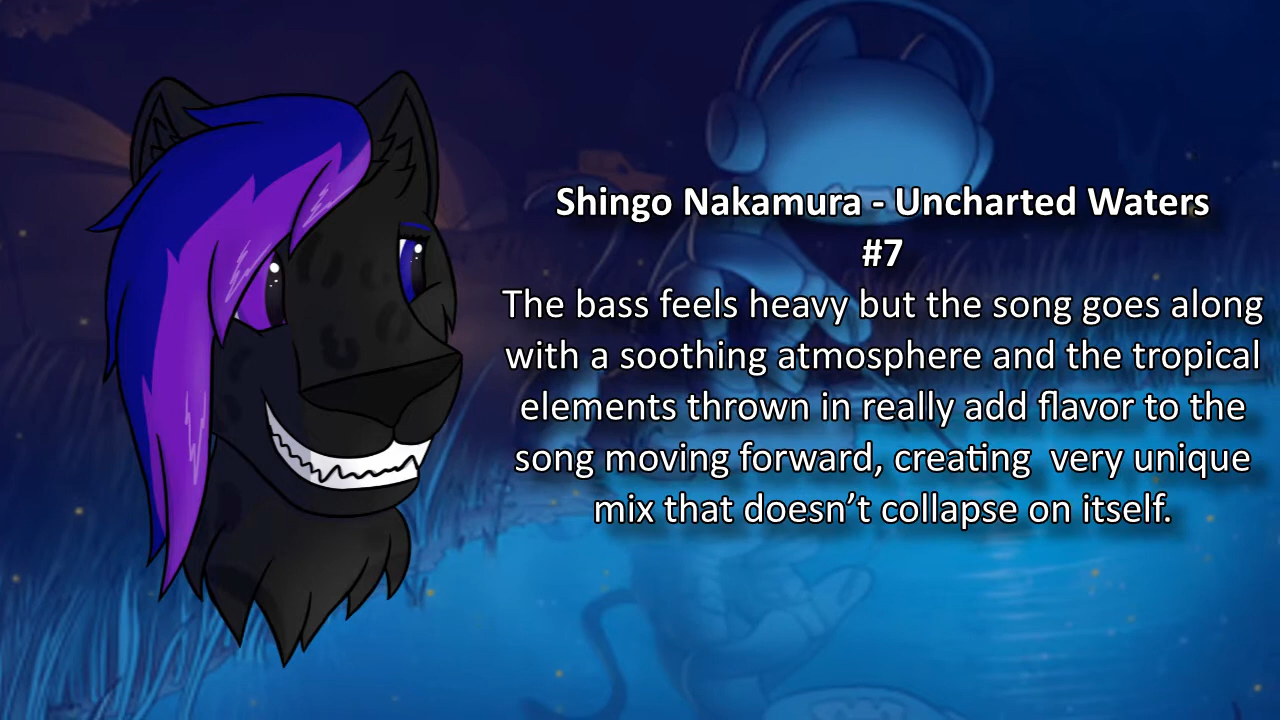 Shingo Nakamura - Uncharted Waters
#7
The bass feels heavy but the song goes along
with a soothing atmosphere and the tropical
elements thrown in really add flavor to the
song moving forward, creating  very unique
mix that doesn’t collapse on itself.